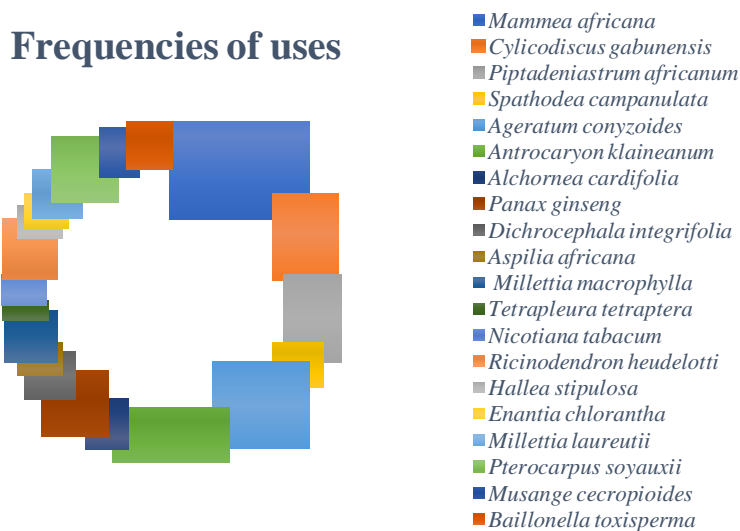 Frequencies of uses
Mammea africana
Cylicodiscus gabunensis
Piptadeniastrum africanum
Spathodea campanulata
Ageratum conyzoides
Antrocaryon klaineanum
Alchornea cardifolia
Panax ginseng
Dichrocephala integrifolia
Aspilia africana
Millettia macrophylla
Tetrapleura tetraptera
Nicotiana tabacum
Ricinodendron heudelotti
Hallea stipulosa
Enantia chlorantha
Millettia laureutii
Pterocarpus soyauxii
Musange cecropioides
Baillonella toxisperma